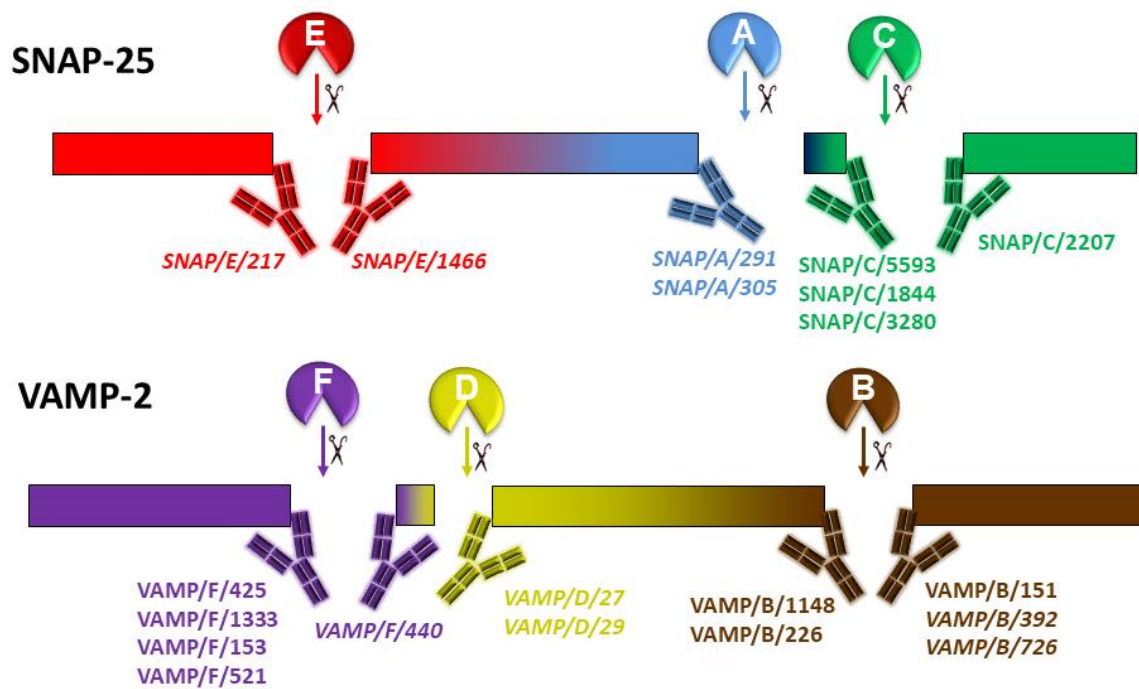 SNAP-25
E
A
C
SNAP/E/217
SNAP/E/1466
SNAP/A/291
SNAP/A/305
SNAP/C/5593
SNAP/C/1844
SNAP/C/3280
SNAP/C/2207
VAMP-2
F
D
B
VAMP/F/425
VAMP/F/1333
VAMP/F/153
VAMP/F/521
VAMP/F/440
VAMP/D/27
VAMP/D/29
VAMP/B/1148
VAMP/B/226
VAMP/B/151
VAMP/B/392
VAMP/B/726